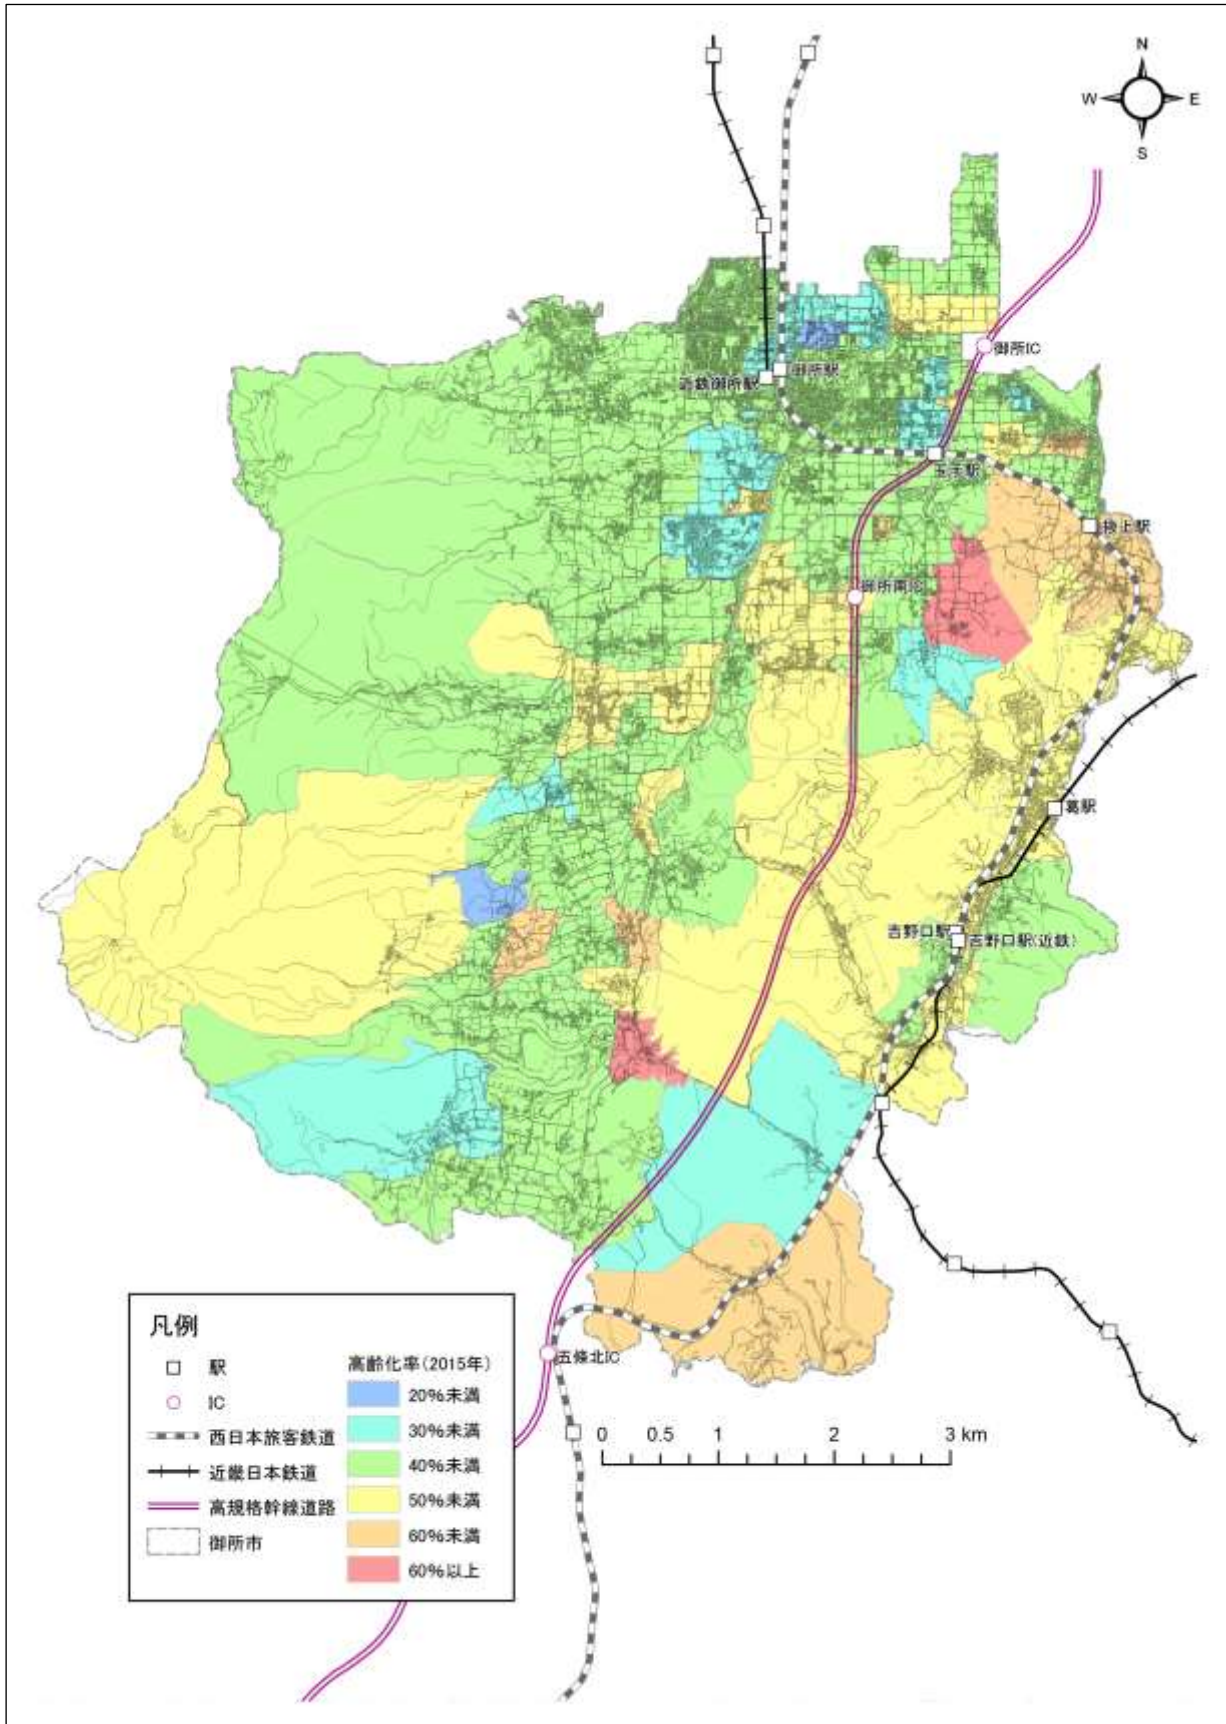 N
W E
S
御所IC
御所駅
近鉄御所駅
玉手駅
掖上駅
御所南IC
葛駅
吉野口駅
吉野口駅(近鉄)
五條北IC
凡例
駅
IC
西日本旅客鉄道
近畿日本鉄道
高規格幹線道路
御所市
高齢化率(2015年)
20%未満
30%未満
40%未満
50%未満
60%未満
60%以上
0 0.5 1 2 3 km